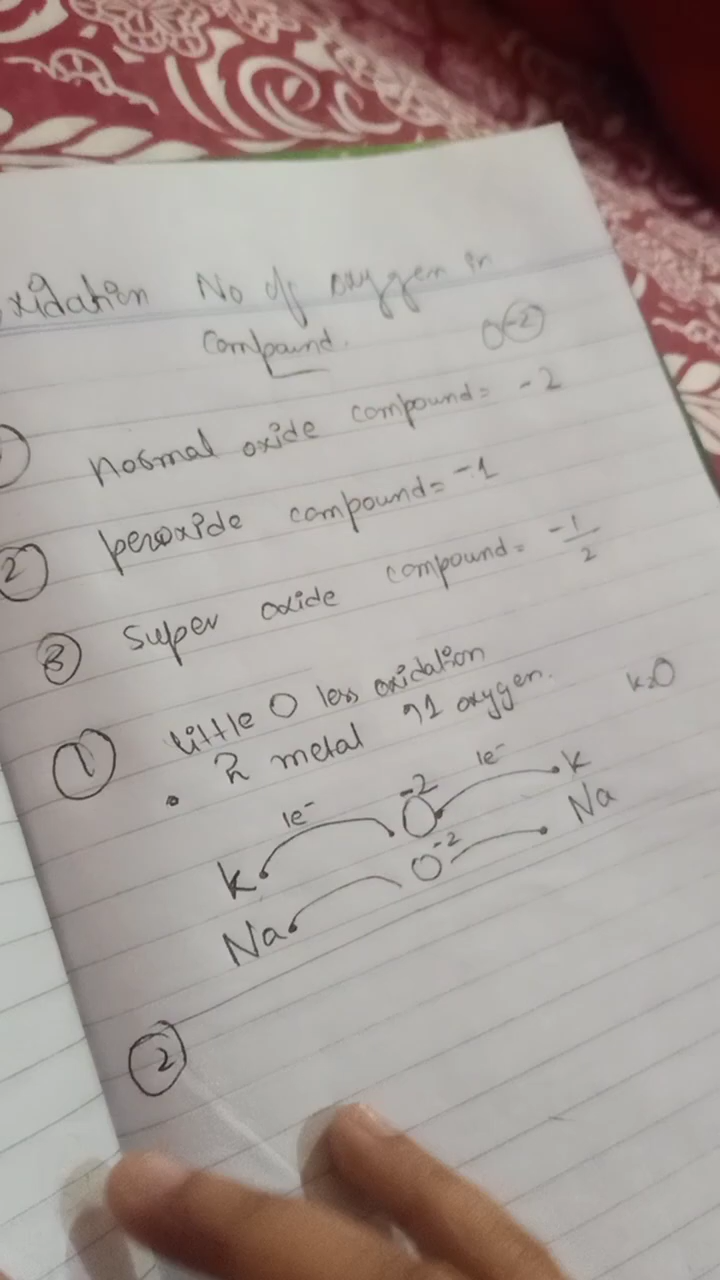 xidation No of oxygen in
compound.
O -2
normal oxide compound= -2
2 peroxide compound= -1
3 super oxide compound= -1/2
1 little O less oxidation
• 2 metal 1 oxygen.
K2O
K 1e- O-2 1e- K
Na O-2 Na
2